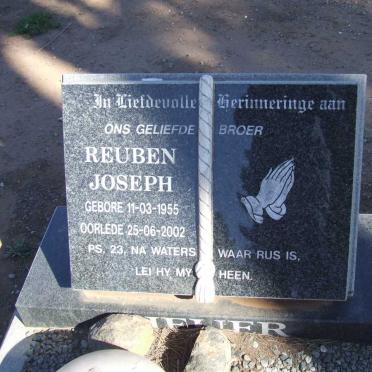 In Liefdevolle Herinneringe aan
ONS GELIEFDE BROER
REUBEN
JOSEPH
GEBORE 11-03-1955
OORLEDE 25-06-2002
PS. 23, NA WATERS WAAR RUS IS,
LEI HY MY HEEN.